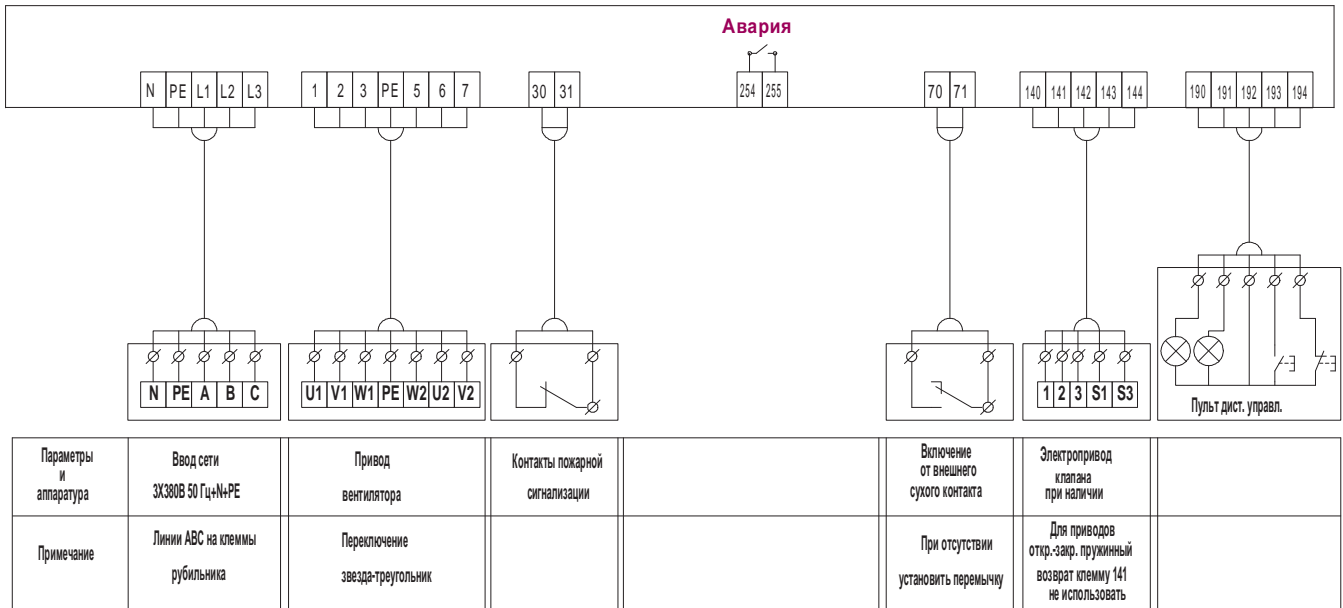 Авария
N PE L1 L2 L3
1 2 3 PE 5 6 7
30 31
254 255
70 71
140 141 142 143 144
190 191 192 193 194
N PE A B C
U1 V1 W1 PE W2 U2 V2
1 2 3 S1 S3
Пульт дист. управл.
Параметры
и
аппаратура
Ввод сети
3Х380В 50 Гц+N+PE
Привод
вентилятора
Контакты пожарной
сигнализации
Включение
от внешнего
сухого контакта
Электропривод
клапана
при наличии
Примечание
Линии АВС на клеммы
рубильника
Переключение
звезда-треугольник
При отсутствии
установить перемычку
Для приводов
откр.-закр. пружинный
возврат клемму 141
не использовать